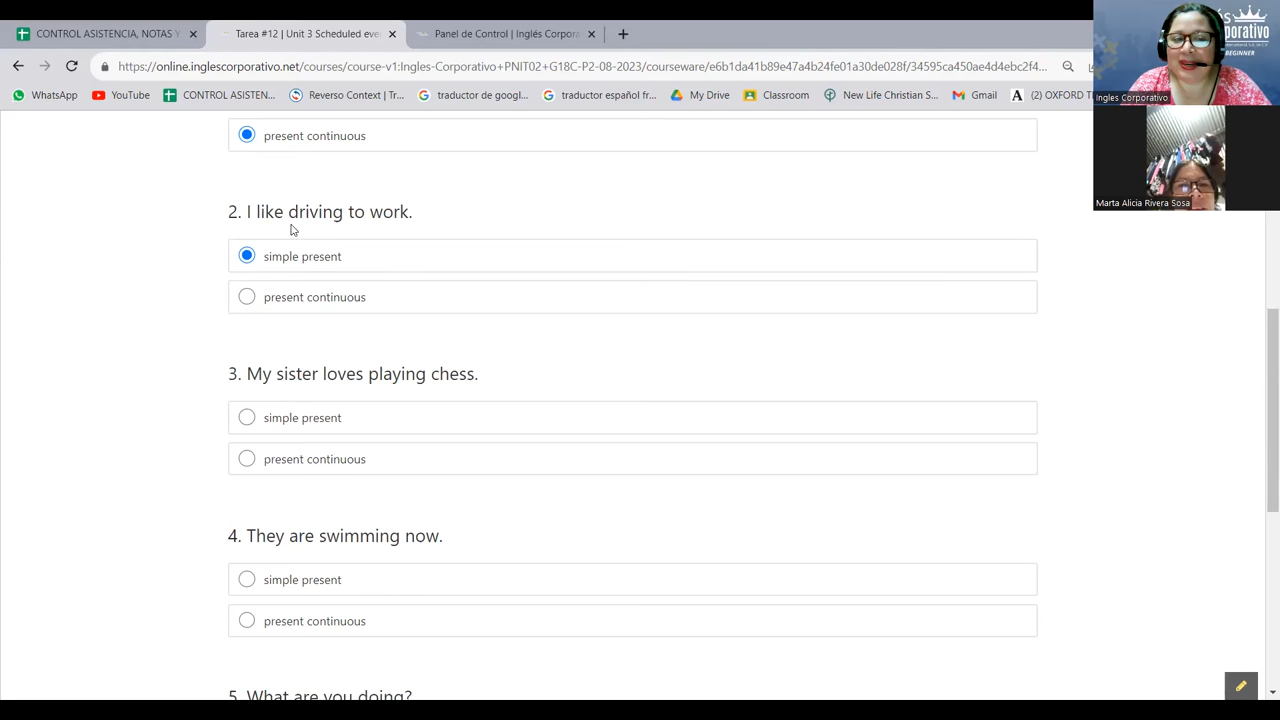 CONTROL ASISTENCIA, NOTAS Y
Tarea #12 | Unit 3 Scheduled eve
Panel de Control | Inglés Corpora
https://online.inglescorporativo.net/courses/course-v1:Ingles-Corporativo+PNP102-G18C-P2-03-2023/courseware/e6b1da41b89e47a4b24fe01a30de028f/34595ca450ae4d4ebc2f4...
WhatsApp
YouTube
CONTROL ASISTEN...
Reverso Context | Tr...
corrector de googl...
traductor español fr...
My Drive
Classroom
New Life Christian S...
Gmail
(2) OXFORD T
BEGINNER
Ingles Corporativo
Marta Alicia Rivera Sosa
present continuous
2. I like driving to work.
simple present
present continuous
3. My sister loves playing chess.
simple present
present continuous
4. They are swimming now.
simple present
present continuous
5. What are you doing?